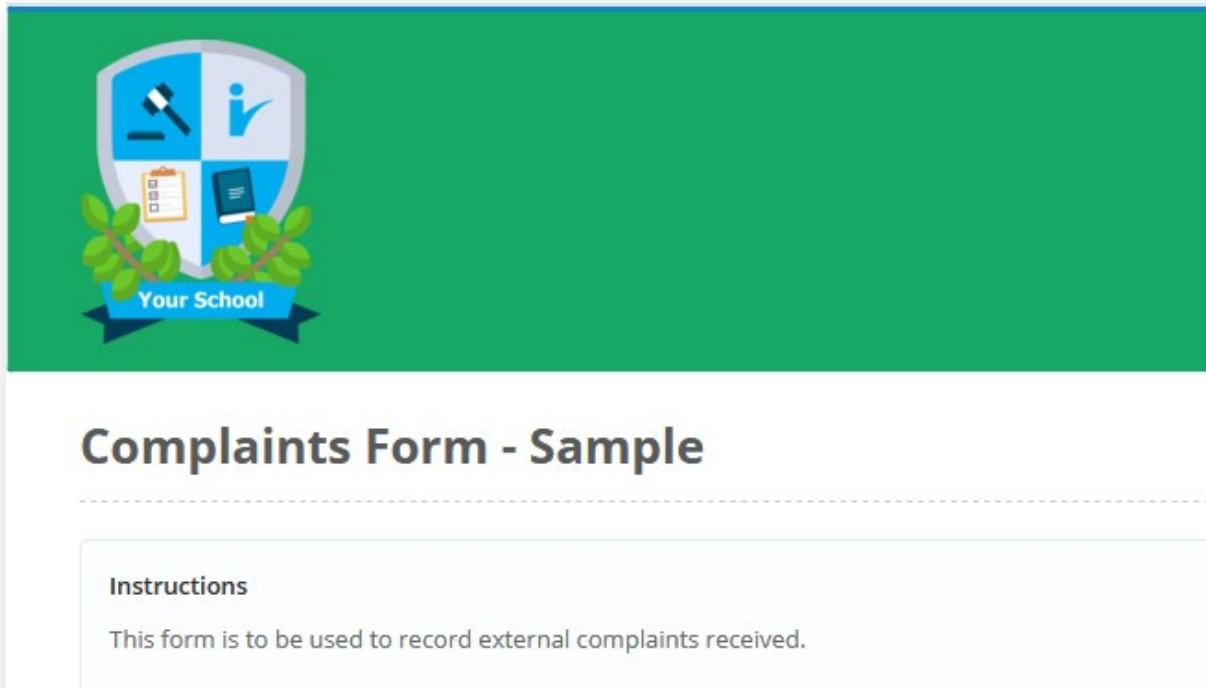 Your School
Complaints Form - Sample
Instructions
This form is to be used to record external complaints received.